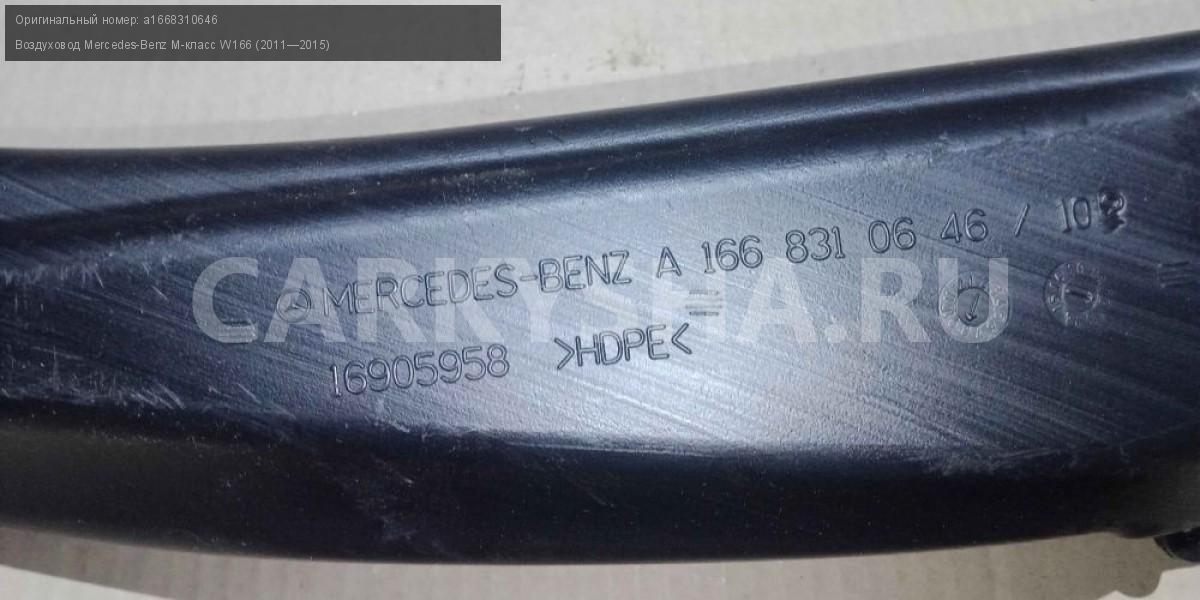 Оригинальный номер: a1668310646
Воздуховод Mercedes-Benz М-класс W166 (2011—2015)
MERCEDES-BENZ A 166 831 06 46 / 10
CARKYSHA.RU
16905958 >HDPE<